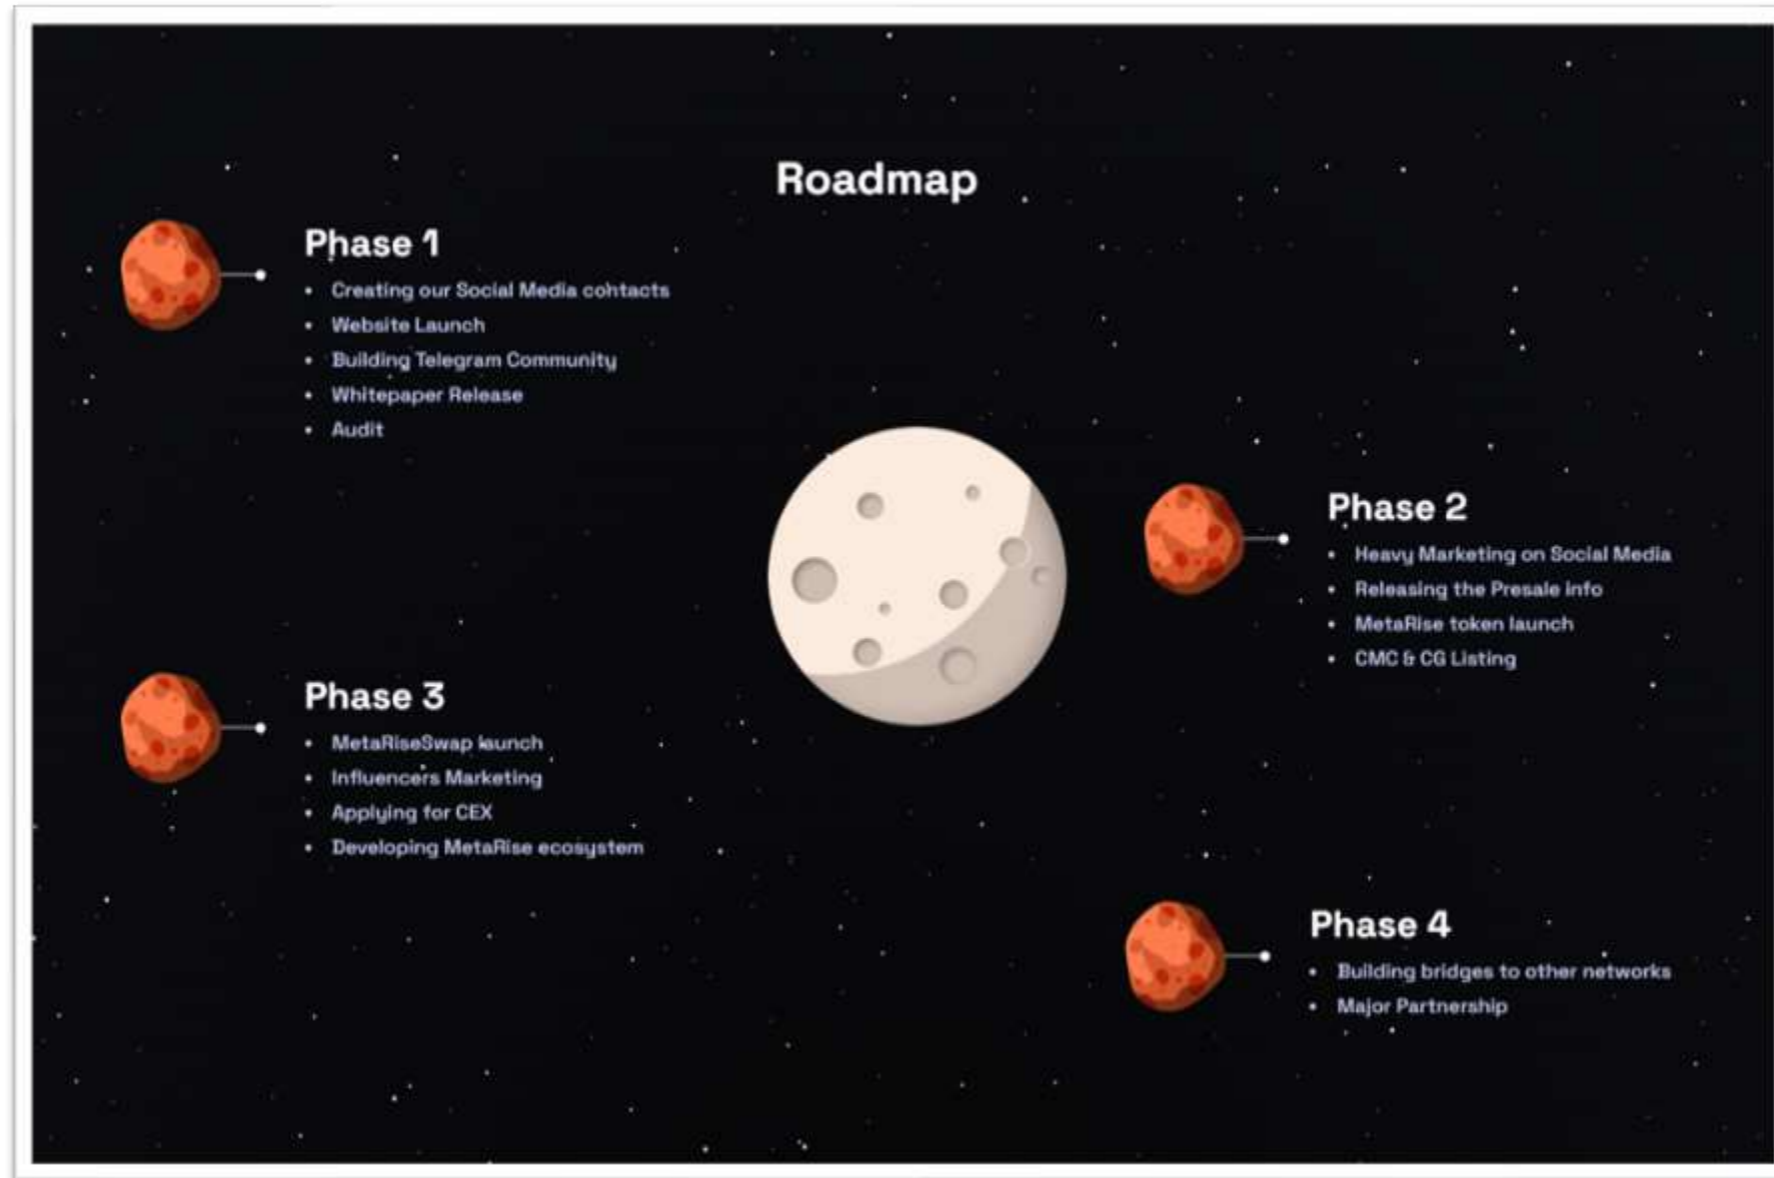 Roadmap
Phase 1
• Creating our Social Media contacts
• Website Launch
• Building Telegram Community
• Whitepaper Release
• Audit
Phase 2
• Heavy Marketing on Social Media
• Releasing the Presale info
• MetaRise token launch
• CMC & CG Listing
Phase 3
• MetaRiseSwap launch
• Influencers Marketing
• Applying for CEX
• Developing MetaRise ecosystem
Phase 4
• Building bridges to other networks
• Major Partnership